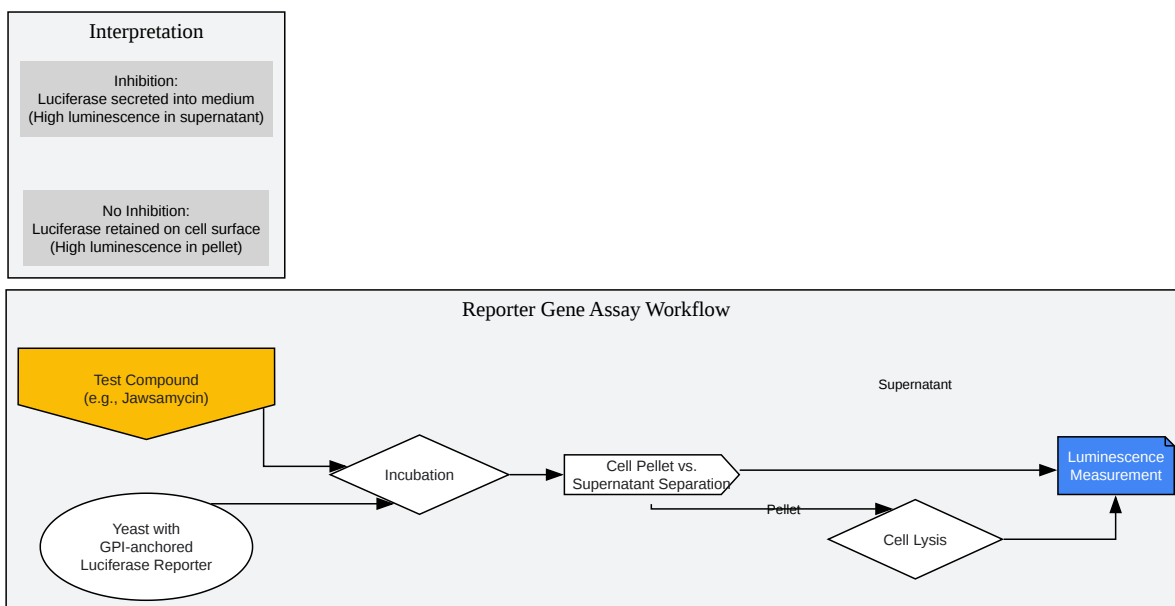 Interpretation
Inhibition:
Luciferase secreted into medium
(High luminescence in supernatant)
No Inhibition:
Luciferase retained on cell surface
(High luminescence in pellet)
Reporter Gene Assay Workflow
Test Compound
(e.g., Jawsamycin)
Supernatant
Incubation
Cell Pellet vs.
Supernatant Separation
Luminescence
Measurement
Pellet
Yeast with
GPI-anchored
Luciferase Reporter
Cell Lysis